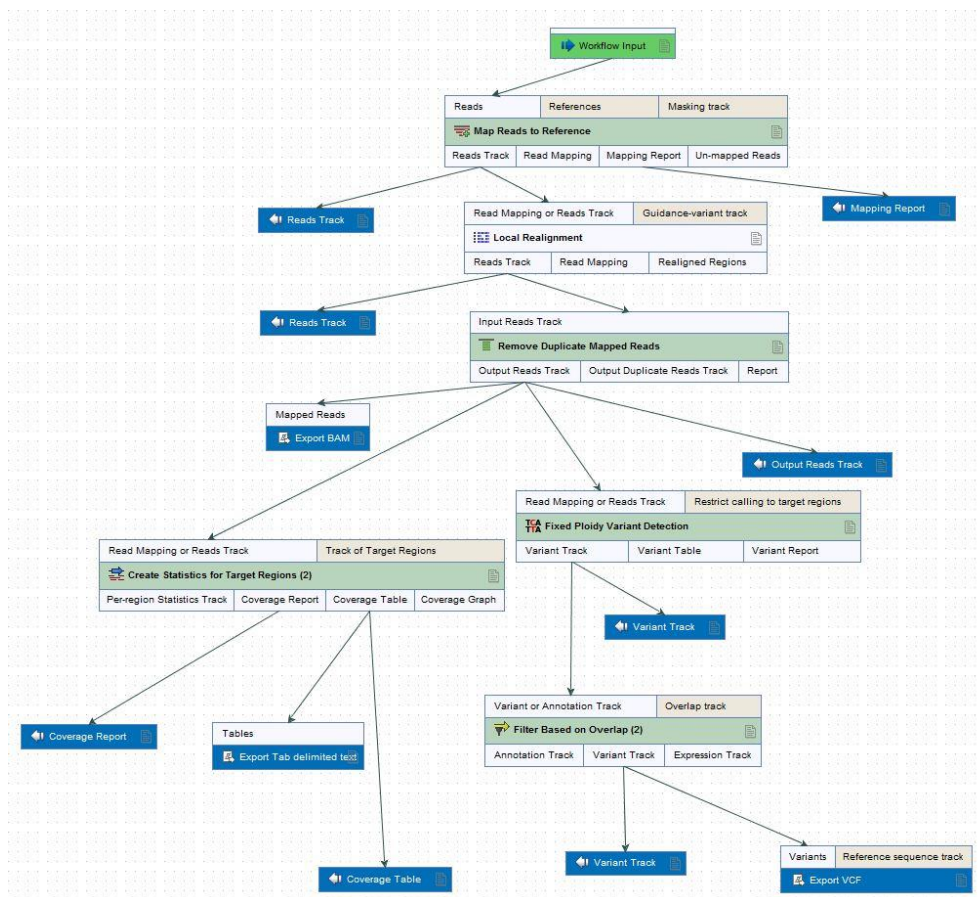 Workflow Input
Reads References Masking track
Map Reads to Reference
Reads Track Read Mapping Mapping Report Un-mapped Reads
Reads Track
Mapping Report
Read Mapping or Reads Track Guidance-variant track
Local Realignment
Reads Track Read Mapping Realigned Regions
Reads Track
Input Reads Track
Remove Duplicate Mapped Reads
Output Reads Track Output Duplicate Reads Track Report
Mapped Reads
Export BAM
Output Reads Track
Read Mapping or Reads Track Restrict calling to target regions
TCA
TTA
Fixed Ploidy Variant Detection
Variant Track Variant Table Variant Report
Read Mapping or Reads Track Track of Target Regions
Create Statistics for Target Regions (2)
Per-region Statistics Track Coverage Report Coverage Table Coverage Graph
Variant Track
Variant or Annotation Track Overlap track
Filter Based on Overlap (2)
Annotation Track Variant Track Expression Track
Coverage Report
Tables
Export Tab delimited text
Coverage Table
Variant Track
Variants Reference sequence track
Export VCF